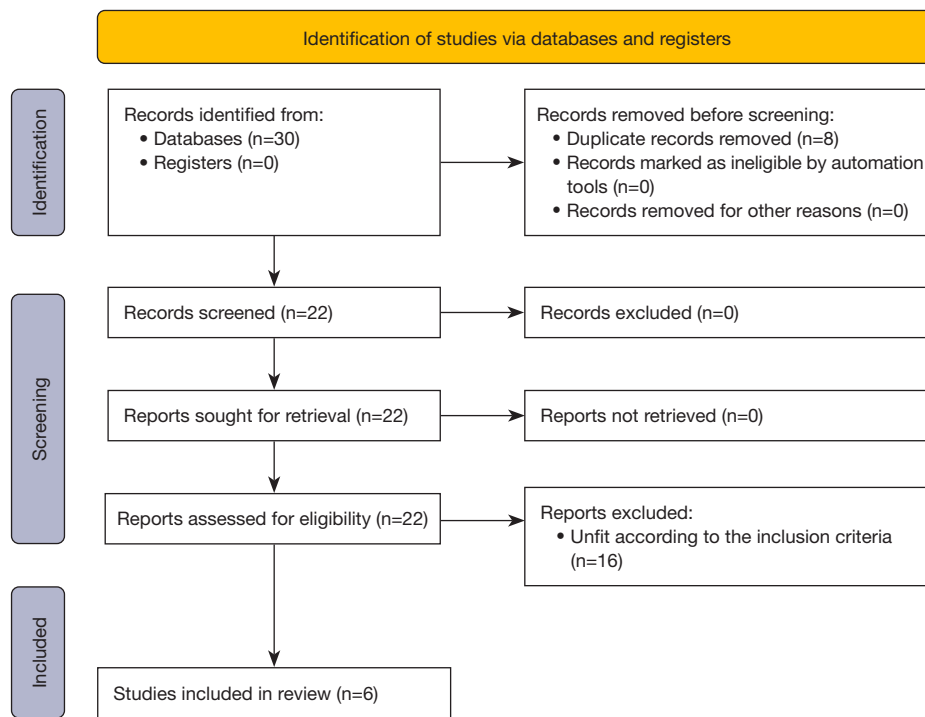 Identification of studies via databases and registers
Identification
Records identified from:
• Databases (n=30)
• Registers (n=0)
Records removed before screening:
• Duplicate records removed (n=8)
• Records marked as ineligible by automation
tools (n=0)
• Records removed for other reasons (n=0)
Screening
Records screened (n=22)
Records excluded (n=0)
Reports sought for retrieval (n=22)
Reports not retrieved (n=0)
Reports assessed for eligibility (n=22)
Reports excluded:
• Unfit according to the inclusion criteria
(n=16)
Included
Studies included in review (n=6)